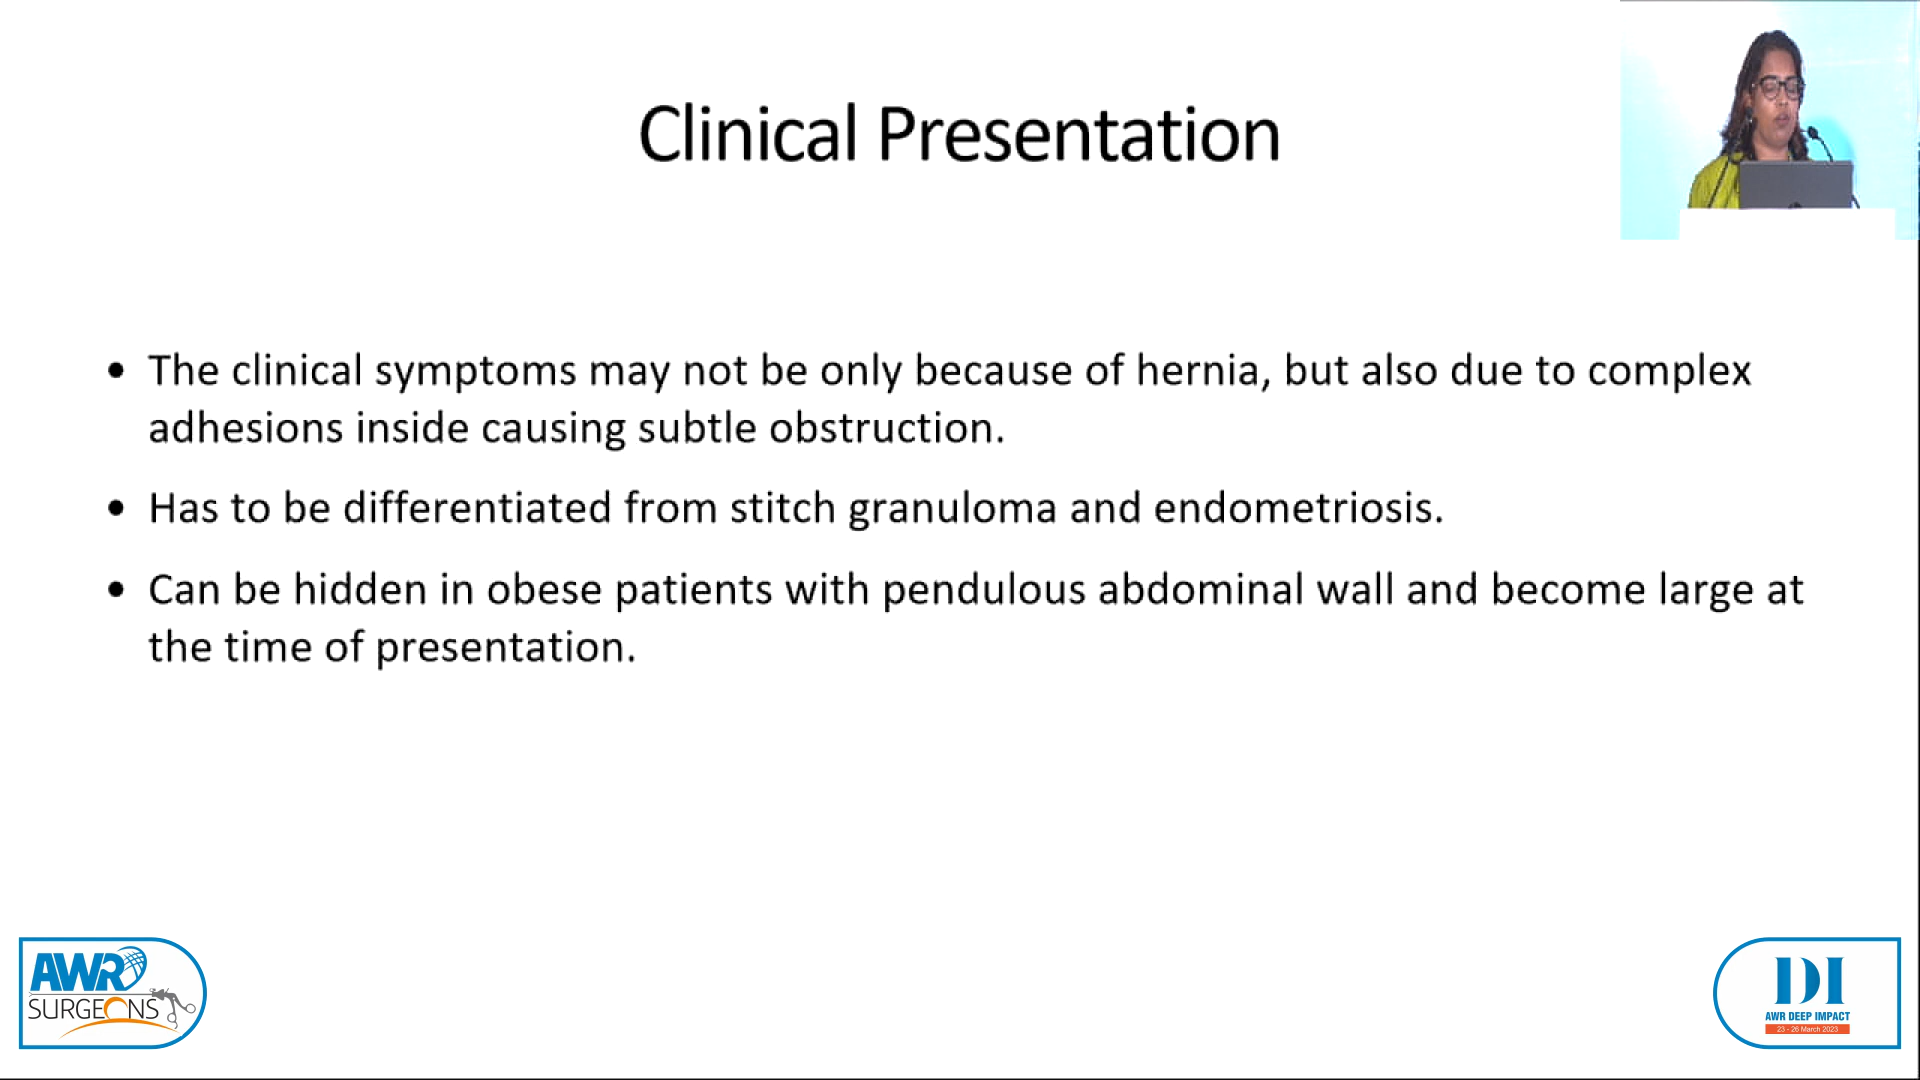 Clinical Presentation
• The clinical symptoms may not be only because of hernia, but also due to complex
adhesions inside causing subtle obstruction.
• Has to be differentiated from stitch granuloma and endometriosis.
• Can be hidden in obese patients with pendulous abdominal wall and become large at
the time of presentation.
AWR
SURGEONS
DI
AWR DEEP IMPACT
23 - 26 March 2023